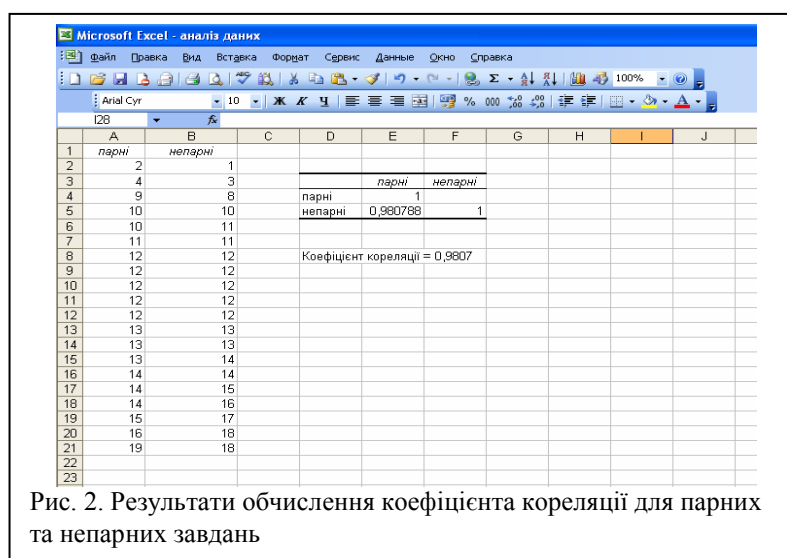 Microsoft Excel - аналіз даних
Файл Правка Вид Вставка Формат Сервис Данные Окно Справка
100%
Arial Cyr 10 Ж К Ч % 000
I28 fx
A B C D E F G H I J
1 парні непарні
2 2 1
3 4 3 парні непарні
4 9 8 парні 1
5 10 10 непарні 0,980788 1
6 10 11
7 11 11
8 12 12 Коефіцієнт кореляції = 0,9807
9 12 12
10 12 12
11 12 12
12 12 12
13 13 13
14 13 13
15 13 14
16 14 14
17 14 15
18 14 16
19 15 17
20 16 18
21 19 18
22
23
Рис. 2. Результати обчислення коефіцієнта кореляції для парних
та непарних завдань